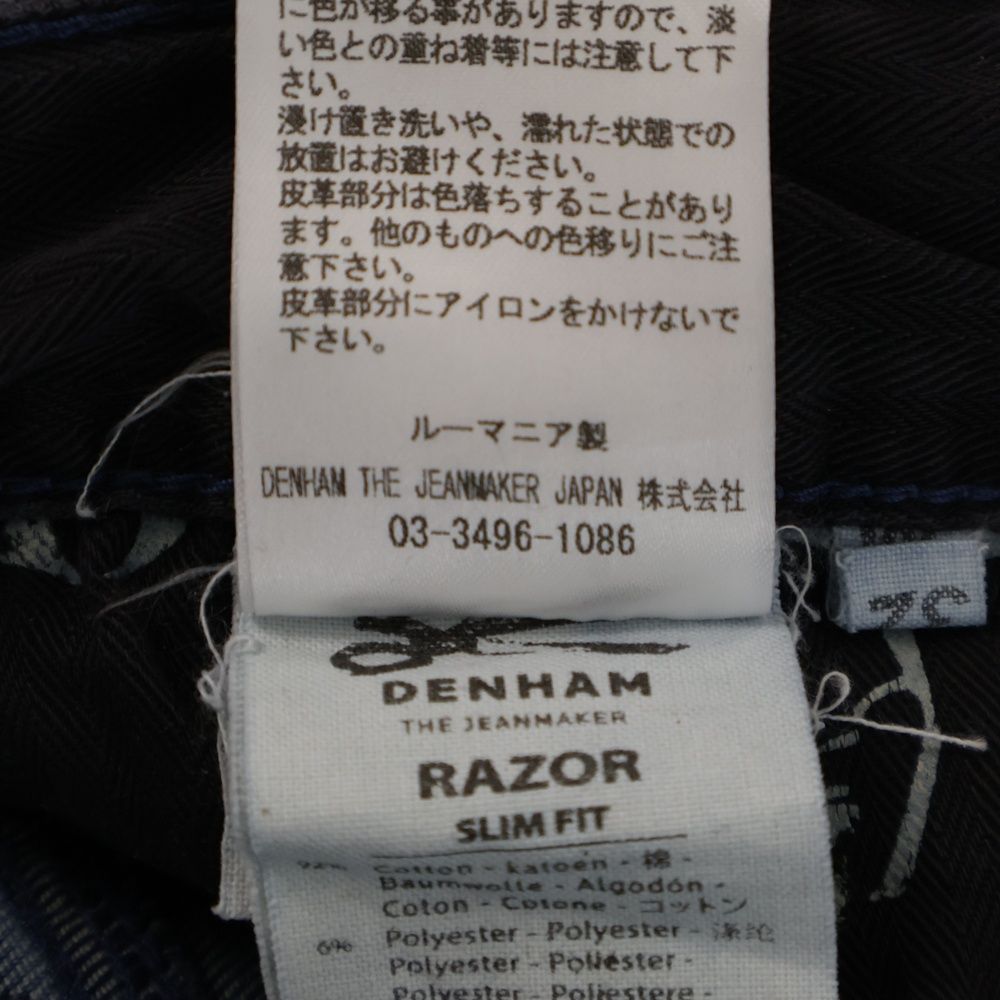 に色が移る事がありますので、淡
い色との重ね着等には注意して下
さい。
浸け置き洗いや、濡れた状態での
放置はお避けください。
皮革部分は色落ちすることがあり
ます。他のものへの色移りにご注
意下さい。
皮革部分にアイロンをかけないで
下さい。
ルーマニア製
DENHAM THE JEANMAKER JAPAN 株式会社
03-3496-1086
DENHAM
THE JEANMAKER
RAZOR
SLIM FIT
92% Cotton - katoen - 棉 -
Baumwolle - Algodón -
Coton - Cotone - コットン
6% Polyester - Polyester - 涤纶
Polyester - Poliéster -
Polyester - Poliestere -